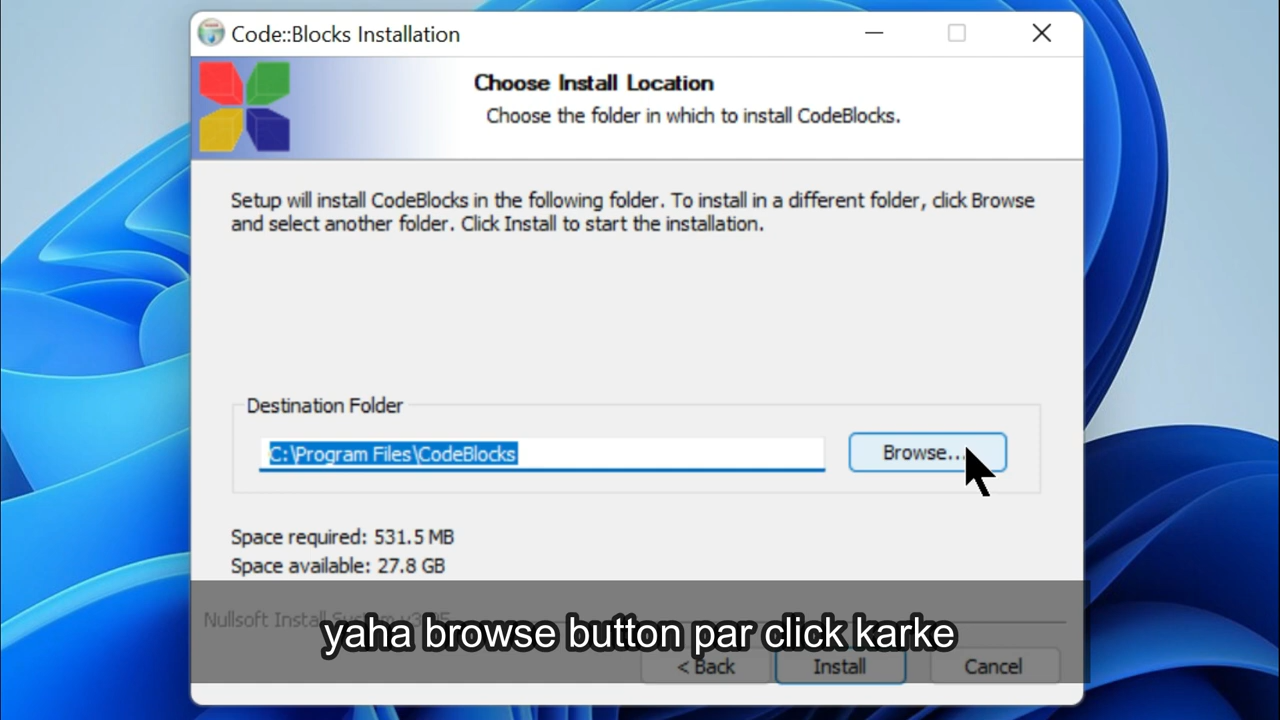 Code::Blocks Installation
Choose Install Location
Choose the folder in which to install CodeBlocks.
Setup will install CodeBlocks in the following folder. To install in a different folder, click Browse
and select another folder. Click Install to start the installation.
Destination Folder
C:\Program Files\CodeBlocks
Browse...
Space required: 531.5 MB
Space available: 27.8 GB
Nullsoft Install
yaha browse button par click karke
< Back
Install
Cancel